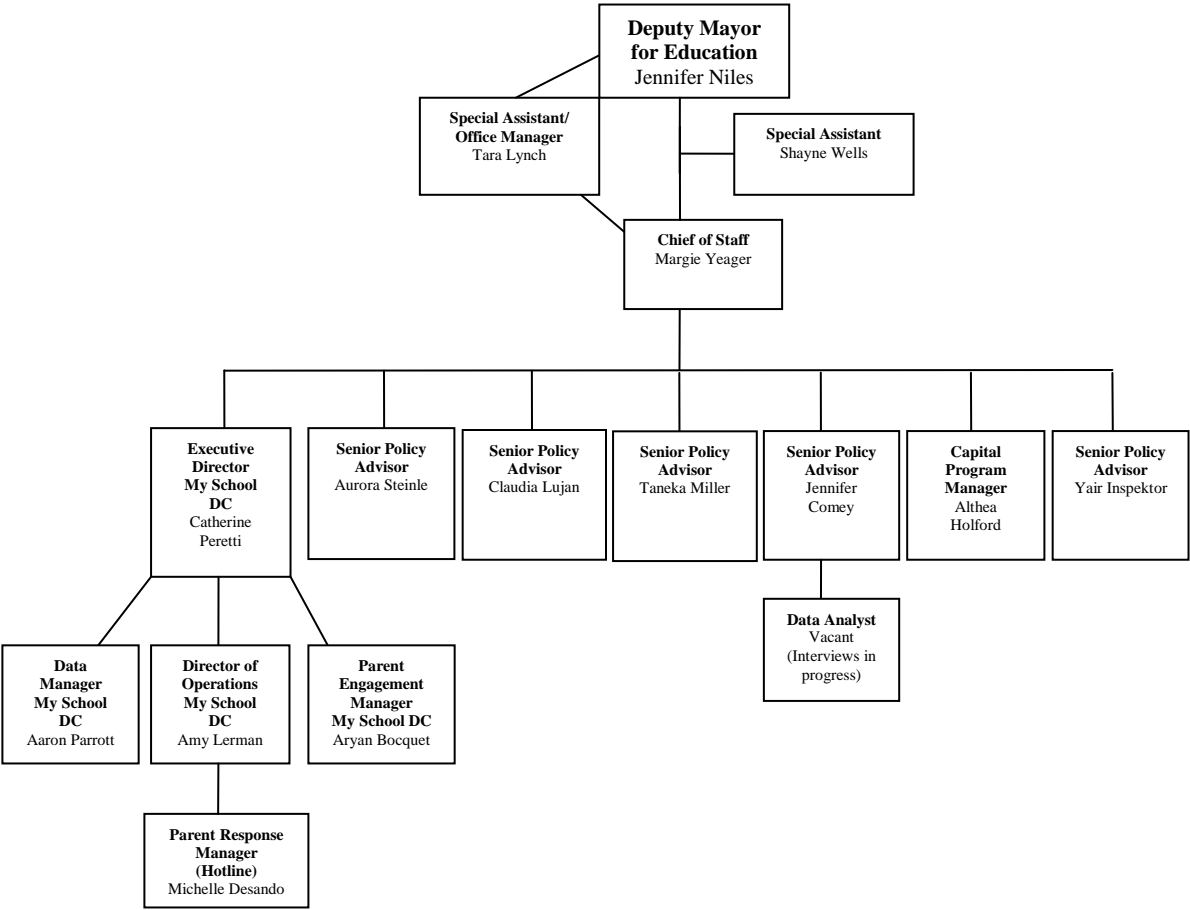 Deputy Mayor
for Education
Jennifer Niles
Special Assistant/
Office Manager
Tara Lynch
Special Assistant
Shayne Wells
Chief of Staff
Margie Yeager
Executive
Director
My School
DC
Catherine
Peretti
Senior Policy
Advisor
Aurora Steinle
Senior Policy
Advisor
Claudia Lujan
Senior Policy
Advisor
Taneka Miller
Senior Policy
Advisor
Jennifer
Comey
Capital
Program
Manager
Althea
Holford
Senior Policy
Advisor
Yair Inspektor
Data Analyst
Vacant
(Interviews in
progress)
Data
Manager
My School
DC
Aaron Parrott
Director of
Operations
My School
DC
Amy Lerman
Parent
Engagement
Manager
My School DC
Aryan Bocquet
Parent Response
Manager
(Hotline)
Michelle Desando